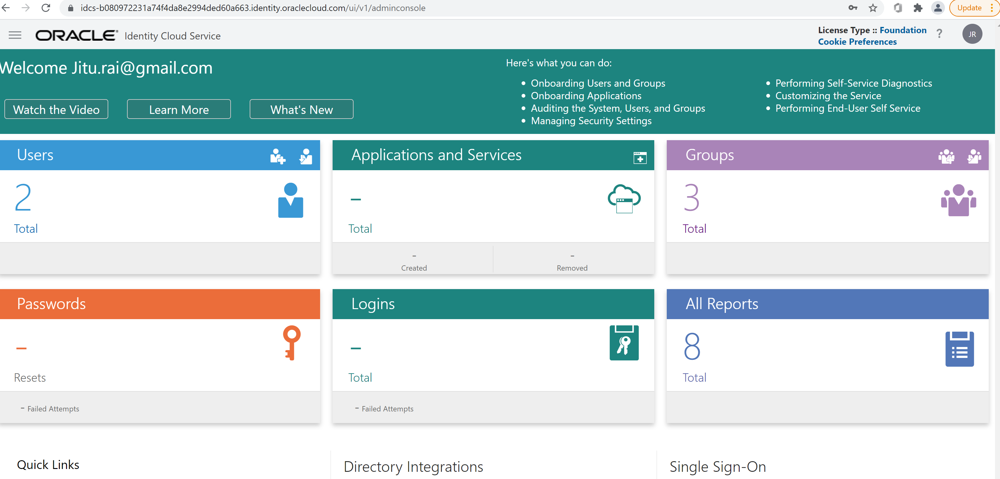 idcs-b080972231a74f4da8e2994ded60a663.identity.oraclecloud.com/ui/v1/adminconsole
Update
ORACLE® Identity Cloud Service
License Type :: Foundation
Cookie Preferences
?
JR
Welcome Jitu.rai@gmail.com
Watch the Video
Learn More
What's New
Here's what you can do:
• Onboarding Users and Groups
• Onboarding Applications
• Auditing the System, Users, and Groups
• Managing Security Settings
• Performing Self-Service Diagnostics
• Customizing the Service
• Performing End-User Self Service
Users
2
Total
Applications and Services
–
Total
-
Created
-
Removed
Groups
3
Total
Passwords
–
Resets
- Failed Attempts
Logins
–
Total
- Failed Attempts
All Reports
8
Total
Quick Links
Directory Integrations
Single Sign-On